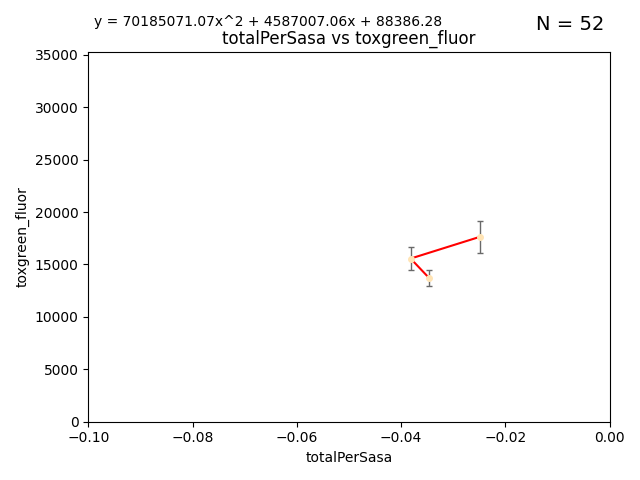 y = 70185071.07x^2 + 4587007.06x + 88386.28
N = 52
totalPerSasa vs toxgreen_fluor
35000
30000
25000
20000
15000
10000
5000
0
toxgreen_fluor
−0.10
−0.08
−0.06
−0.04
−0.02
0.00
totalPerSasa